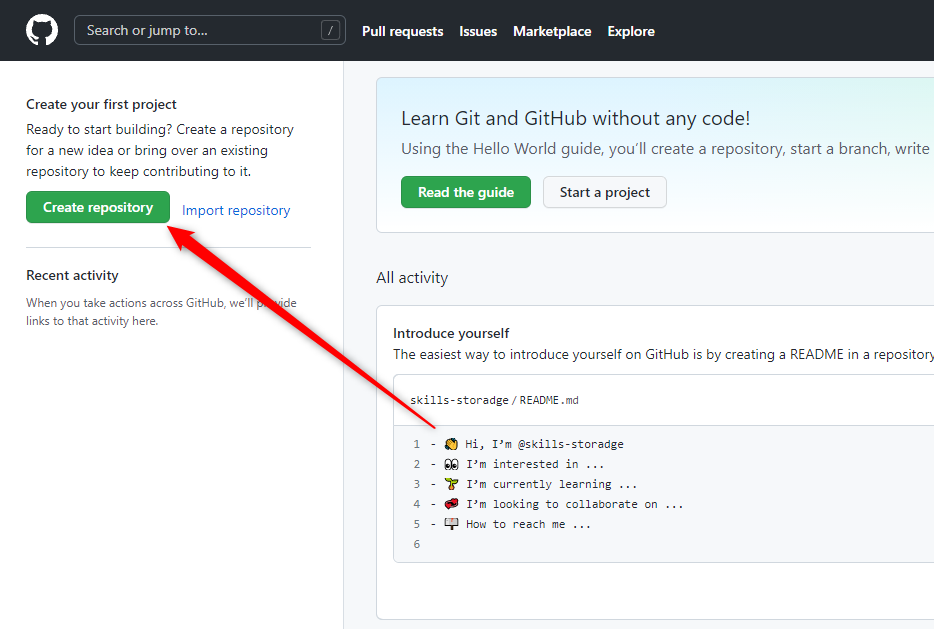 Search or jump to... /
Pull requests Issues Marketplace Explore
Create your first project
Ready to start building? Create a repository
for a new idea or bring over an existing
repository to keep contributing to it.
Create repository Import repository
Recent activity
When you take actions across GitHub, we'll provide
links to that activity here.
Learn Git and GitHub without any code!
Using the Hello World guide, you'll create a repository, start a branch, write
Read the guide Start a project
All activity
Introduce yourself
The easiest way to introduce yourself on GitHub is by creating a README in a repository
skills-storadge / README.md
1 - 👋 Hi, I'm @skills-storadge
2 - 👀 I'm interested in ...
3 - 🌱 I'm currently learning ...
4 - 💞️ I'm looking to collaborate on ...
5 - 📫 How to reach me ...
6